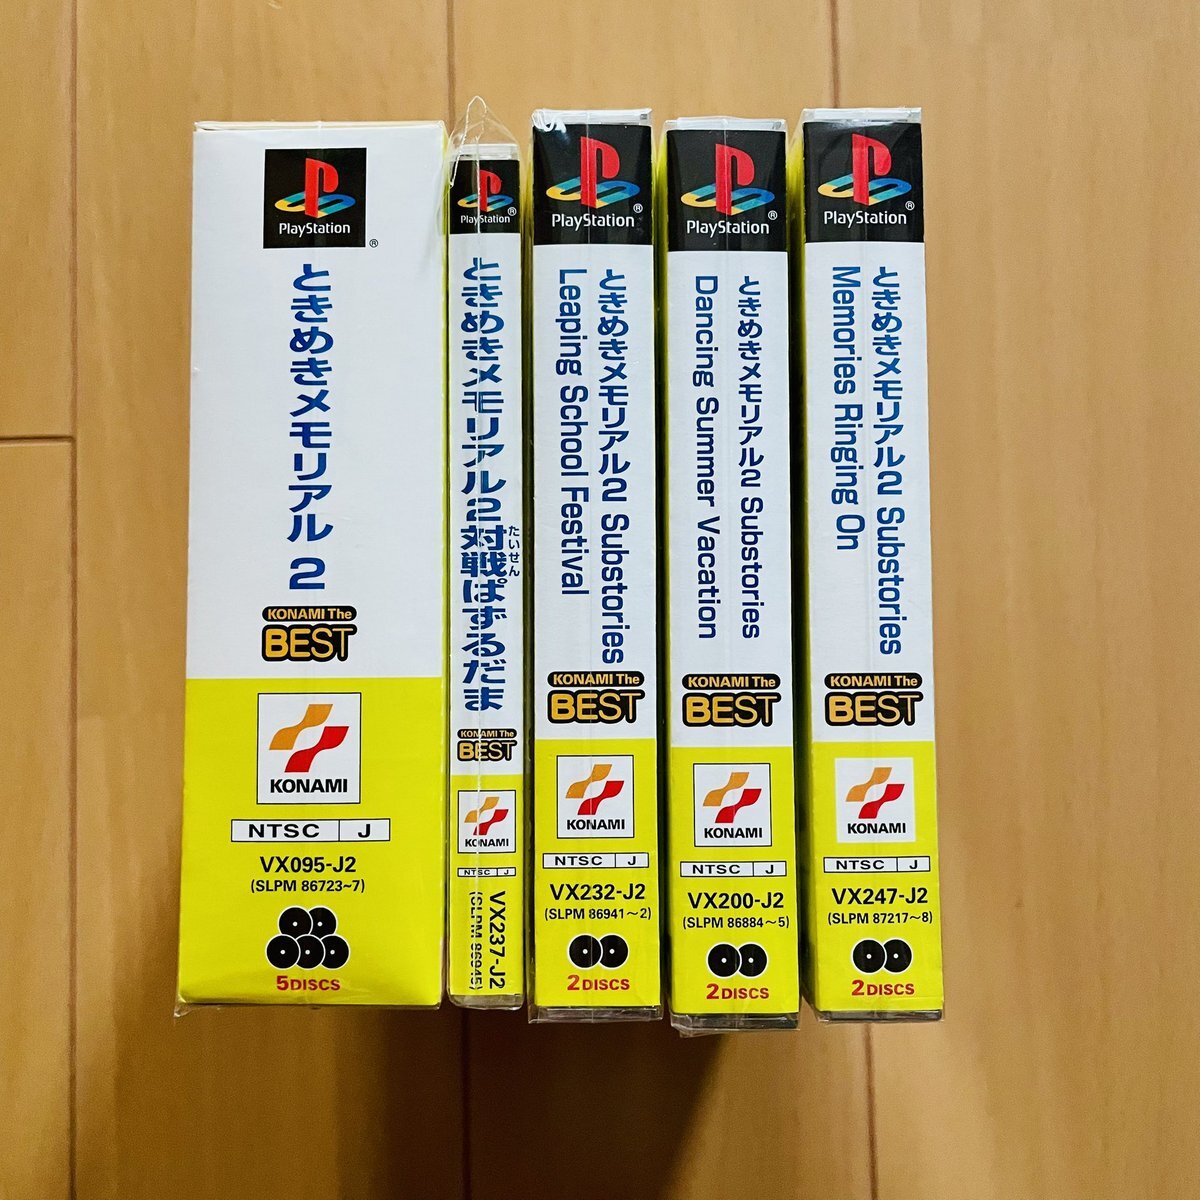 PlayStation
®
ときめきメモリアル 2
KONAMI The
BEST
KONAMI
NTSC J
VX095-J2
(SLPM 86723~7)
5DISCS
PlayStation
®
ときめきメモリアル2対戦ぱずるだま
たいせん
KONAMI The
BEST
KONAMI
NTSC J
VX237-J2
(SLPM 86945)
PlayStation
®
ときめきメモリアル2 Substories
Leaping School Festival
KONAMI The
BEST
KONAMI
NTSC J
VX232-J2
(SLPM 86941～2)
2DISCS
PlayStation
®
ときめきメモリアル2 Substories
Dancing Summer Vacation
KONAMI The
BEST
KONAMI
NTSC J
VX200-J2
(SLPM 86884～5)
2DISCS
PlayStation
®
ときめきメモリアル2 Substories
Memories Ringing On
KONAMI The
BEST
KONAMI
NTSC J
VX247-J2
(SLPM 87217～8)
2DISCS